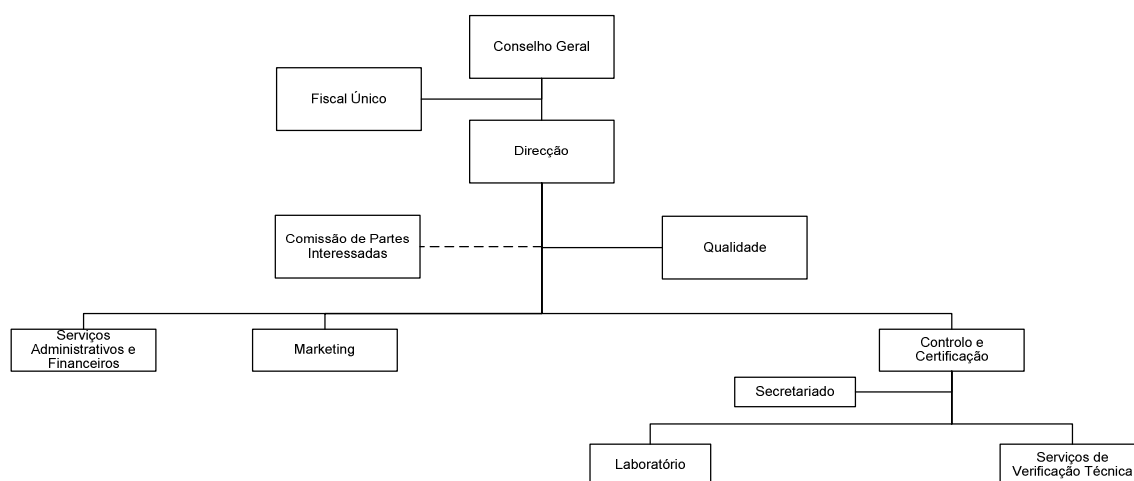 Conselho Geral
Fiscal Único
Direcção
Comissão de Partes
Interessadas
Qualidade
Serviços
Administrativos e
Financeiros
Marketing
Controlo e
Certificação
Secretariado
Laboratório
Serviços de
Verificação Técnica